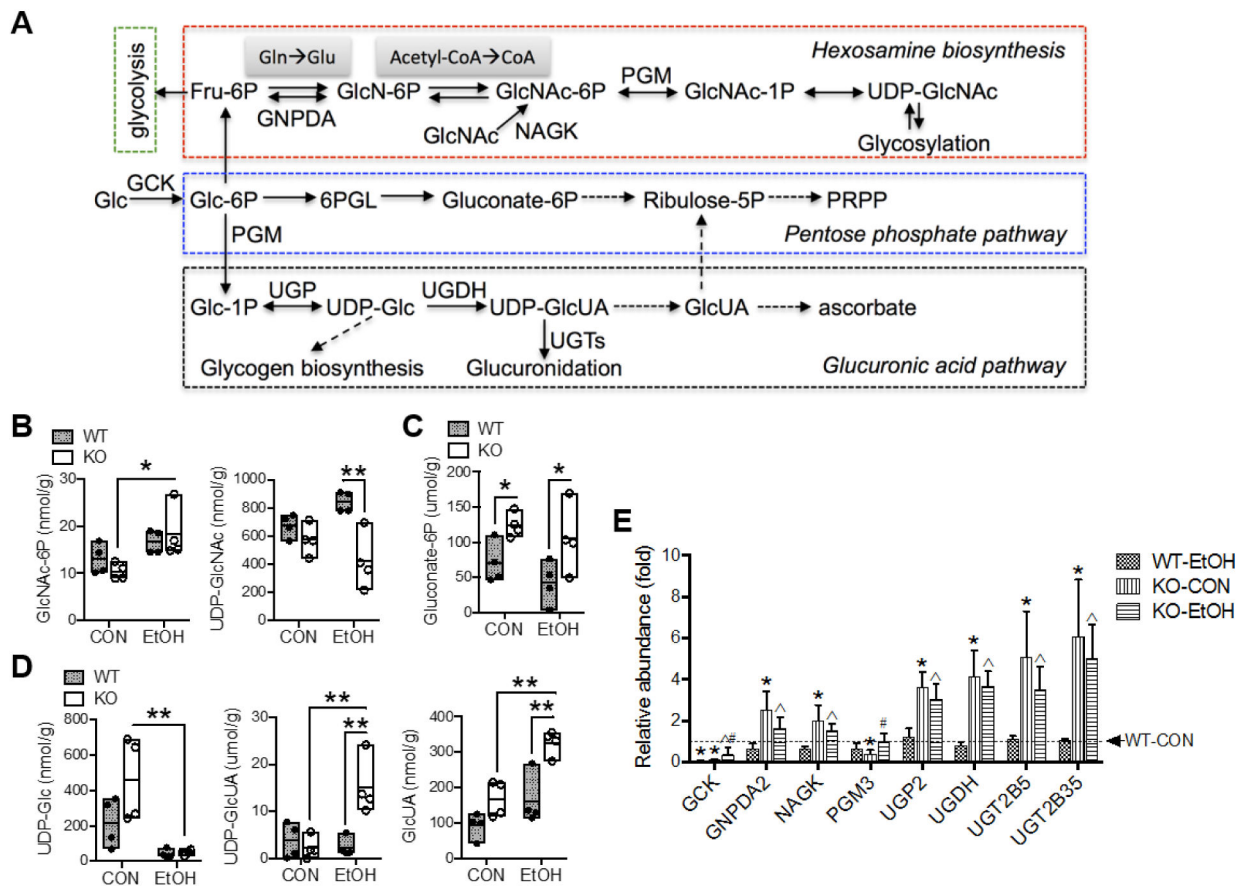 A
Gln→Glu
Acetyl-CoA→CoA
Hexosamine biosynthesis
glycolysis
Fru-6P
GlcN-6P
GlcNAc-6P
PGM
GlcNAc-1P
UDP-GlcNAc
GNPDA
GlcNAc
NAGK
Glycosylation
GCK
Glc
Glc-6P
6PGL
Gluconate-6P
Ribulose-5P
PRPP
PGM
Pentose phosphate pathway
UGP
UGDH
Glc-1P
UDP-Glc
UDP-GlcUA
GlcUA
ascorbate
UGTs
Glycogen biosynthesis
Glucuronidation
Glucuronic acid pathway
B
WT
KO
GlcNAc-6P (nmol/g)
30
20
10
0
*
CON
EtOH
UDP-GlcNAc (nmol/g)
1000
800
600
400
200
0
**
CON
EtOH
C
WT
KO
Gluconate-6P (umol/g)
200
150
100
50
0
*
*
CON
EtOH
D
WT
KO
UDP-Glc (nmol/g)
800
600
400
200
0
**
CON
EtOH
UDP-GlcUA (umol/g)
30
20
10
0
**
**
CON
EtOH
GlcUA (nmol/g)
400
300
200
100
0
**
**
CON
EtOH
E
Relative abundance (fold)
10
8
6
4
2
0
WT-EtOH
KO-CON
KO-EtOH
WT-CON
* * ^#
* ^
* ^
* #
* ^
* ^
* ^
* ^
GCK
GNPDA2
NAGK
PGM3
UGP2
UGDH
UGT2B5
UGT2B35